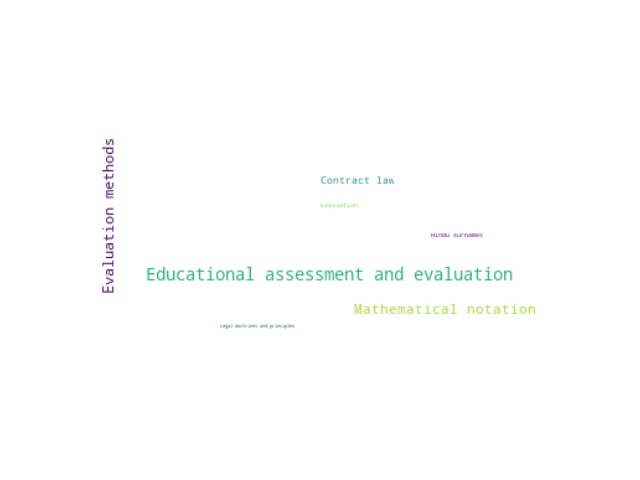 Evaluation methods
Contract law
Evaluation
Hindu surnames
Educational assessment and evaluation
Mathematical notation
Legal doctrines and principles